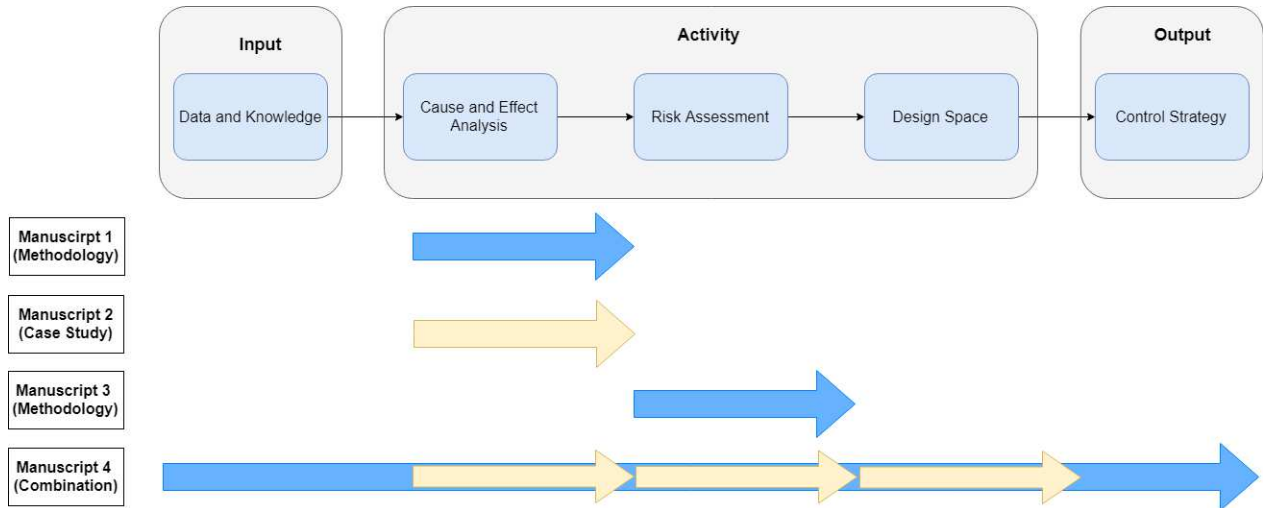 Input
Activity
Output
Data and Knowledge
Cause and Effect
Analysis
Risk Assessment
Design Space
Control Strategy
Manuscirpt 1
(Methodology)
Manuscript 2
(Case Study)
Manuscript 3
(Methodology)
Manuscript 4
(Combination)